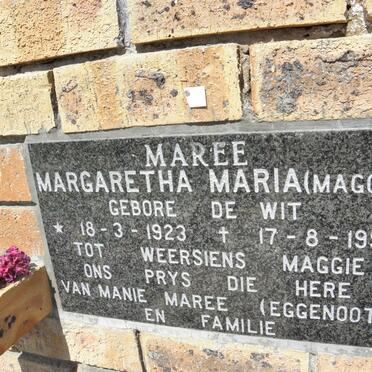 MAREE
MARGARETHA MARIA (MAGG
GEBORE DE WIT
* 18-3-1923 † 17-8-199
TOT WEERSIENS MAGGIE
ONS PRYS DIE HERE
VAN MANIE MAREE (EGGENOOT
EN FAMILIE